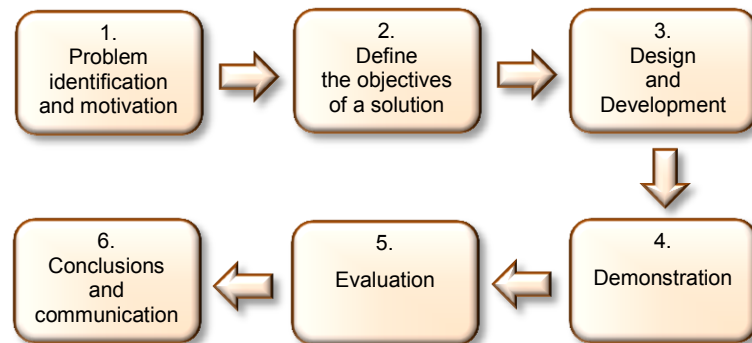 1.
Problem
identification
and motivation
2.
Define
the objectives
of a solution
3.
Design
and
Development
4.
Demonstration
5.
Evaluation
6.
Conclusions
and
communication